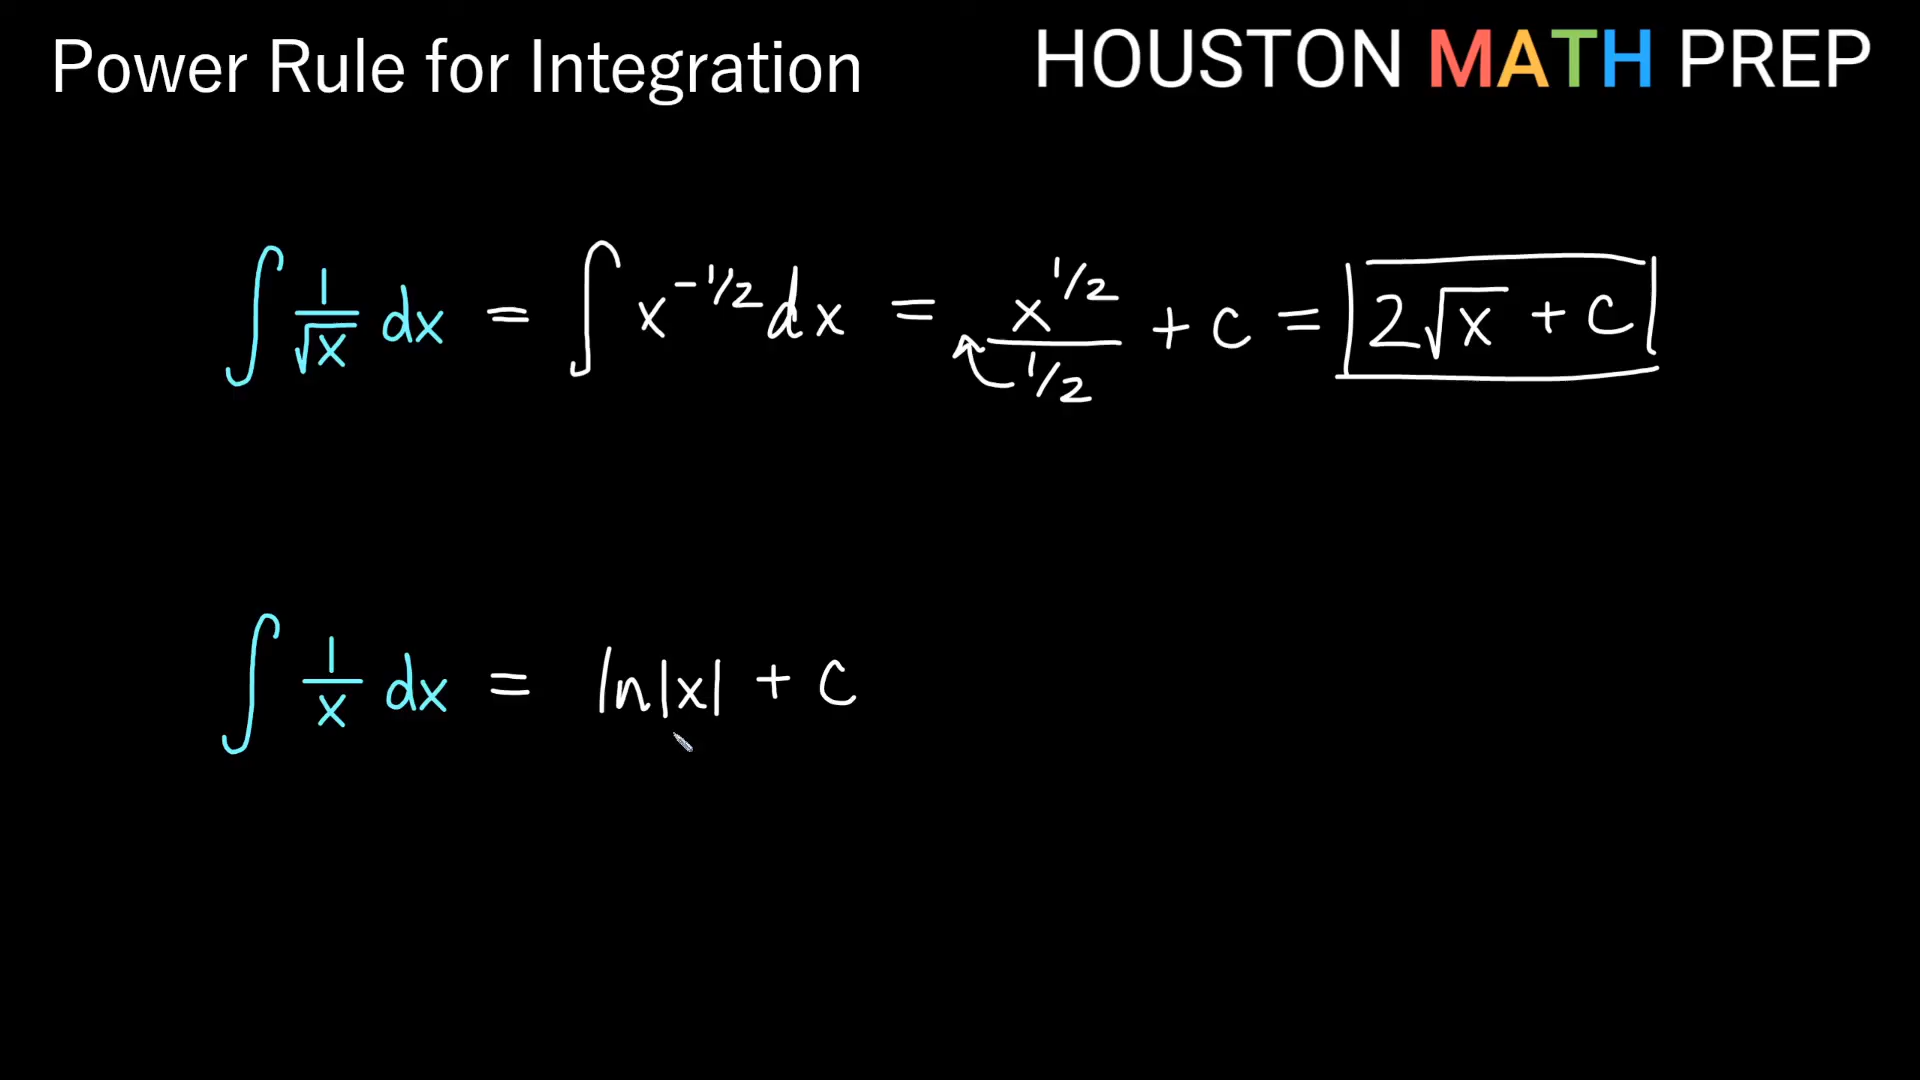 Power Rule for Integration
HOUSTON MATH PREP
∫ 1/√x dx = ∫ x^(-1/2) dx = x^(1/2) / (1/2) + c = 2√x + c
∫ 1/x dx = ln|x| + c